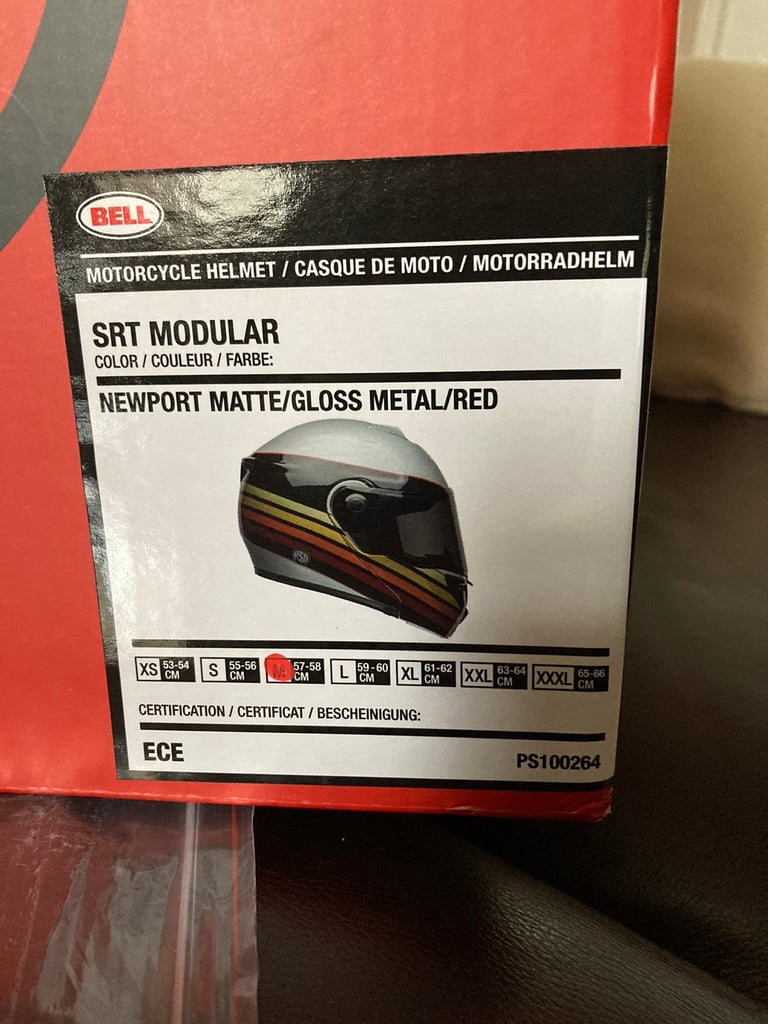 BELL
MOTORCYCLE HELMET / CASQUE DE MOTO / MOTORRADHELM
SRT MODULAR
COLOR / COULEUR / FARBE:
NEWPORT MATTE/GLOSS METAL/RED
XS 53-54 CM S 55-56 CM M 57-58 CM L 59-60 CM XL 61-62 CM XXL 63-64 CM XXXL 65-66 CM
CERTIFICATION / CERTIFICAT / BESCHEINIGUNG:
ECE PS100264